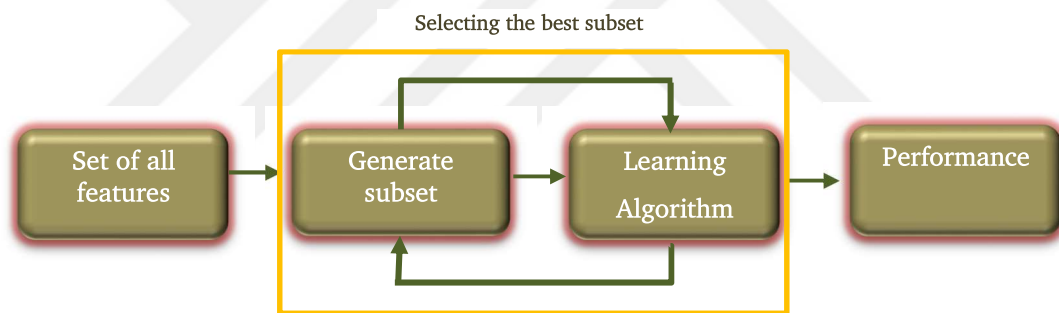 Selecting the best subset
Set of all
features
Generate
subset
Learning
Algorithm
Performance